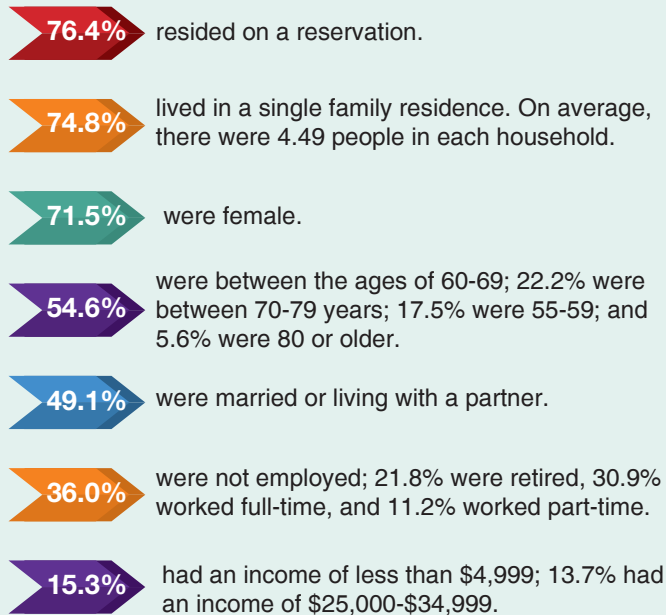 76.4% resided on a reservation.
74.8% lived in a single family residence. On average,
there were 4.49 people in each household.
71.5% were female.
were between the ages of 60-69; 22.2% were
54.6% between 70-79 years; 17.5% were 55-59; and
5.6% were 80 or older.
49.1% were married or living with a partner.
36.0% were not employed; 21.8% were retired, 30.9%
worked full-time, and 11.2% worked part-time.
15.3% had an income of less than $4,999; 13.7% had
an income of $25,000-$34,999.